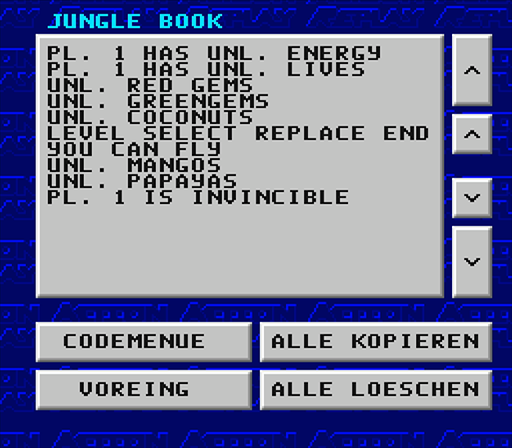 JUNGLE BOOK
PL. 1 HAS UNL. ENERGY
PL. 1 HAS UNL. LIVES
UNL. RED GEMS
UNL. GREENGEMS
UNL. COCONUTS
LEVEL SELECT REPLACE END
YOU CAN FLY
UNL. MANGOS
UNL. PAPAYAS
PL. 1 IS INVINCIBLE
CODEMENUE
ALLE KOPIEREN
VOREING
ALLE LOESCHEN